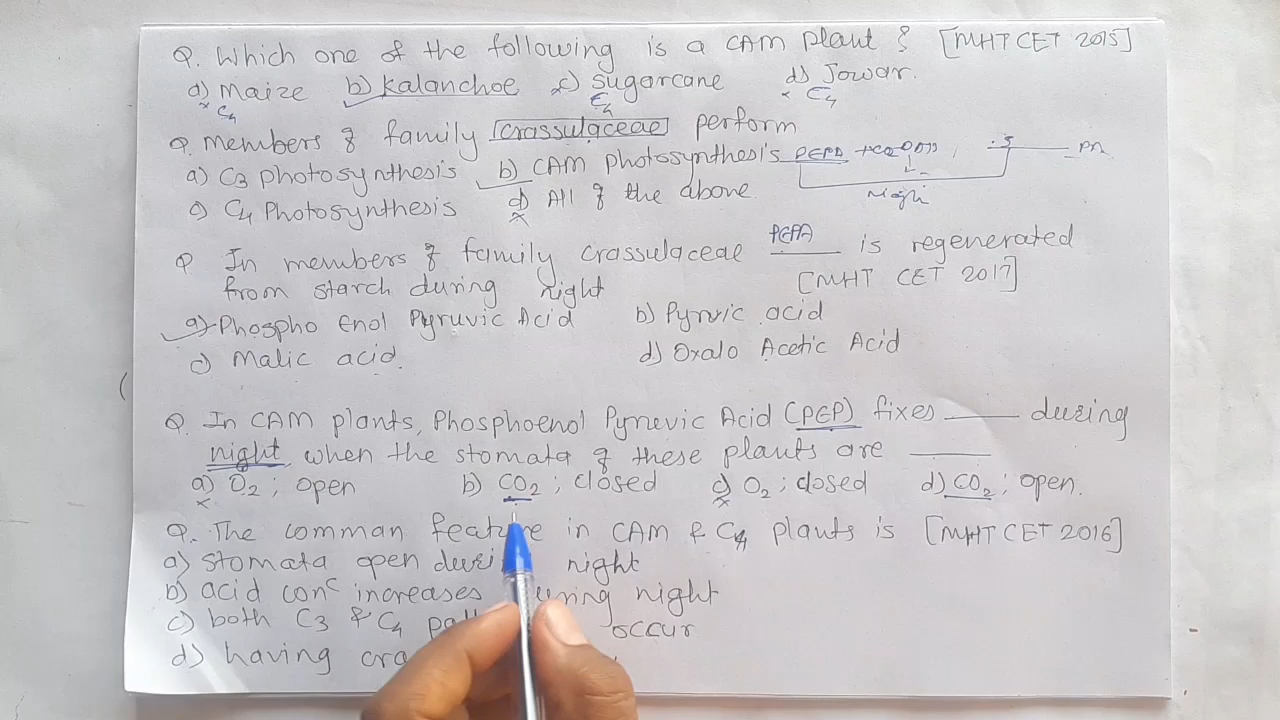 Q. Which one of the following is a CAM plant ? [MHT CET 2015]
a) Maize b) Kalanchoe c) Sugarcane d) Jowar.
C4 C4 C4
Q. Members of family Crassulaceae perform
a) C3 photosynthesis b) CAM photosynthesis PEPA
c) C4 Photosynthesis d) All of the above
Night
PEPA
Q In members of family crassulaceae ______ is regenerated
from starch during night [MHT CET 2017]
a) Phospho Enol Pyruvic Acid b) Pyruvic acid
c) Malic acid. d) Oxalo Acetic Acid
Q. In CAM plants, Phosphoenol Pyruvic Acid (PEP) fixes ______ during
night when the stomata of these plants are ______
a) O2 ; open b) CO2 ; closed c) O2 ; closed d) CO2 ; open.
Q. The comman feature in CAM & C4 plants is [MHT CET 2016]
a) stomata open night
b) acid conc increases night
c) both C3 & C4 occur
d) having